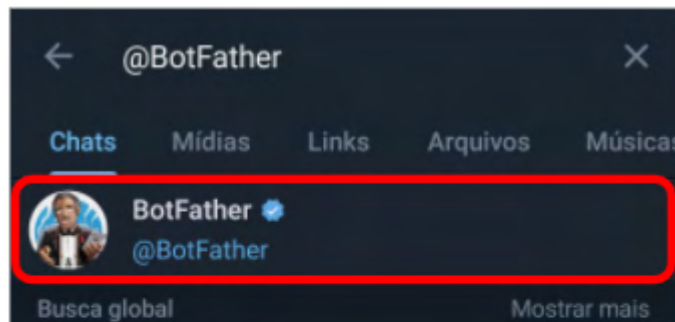 @BotFather
Chats Mídias Links Arquivos Músicas
BotFather
@BotFather
Busca global Mostrar mais